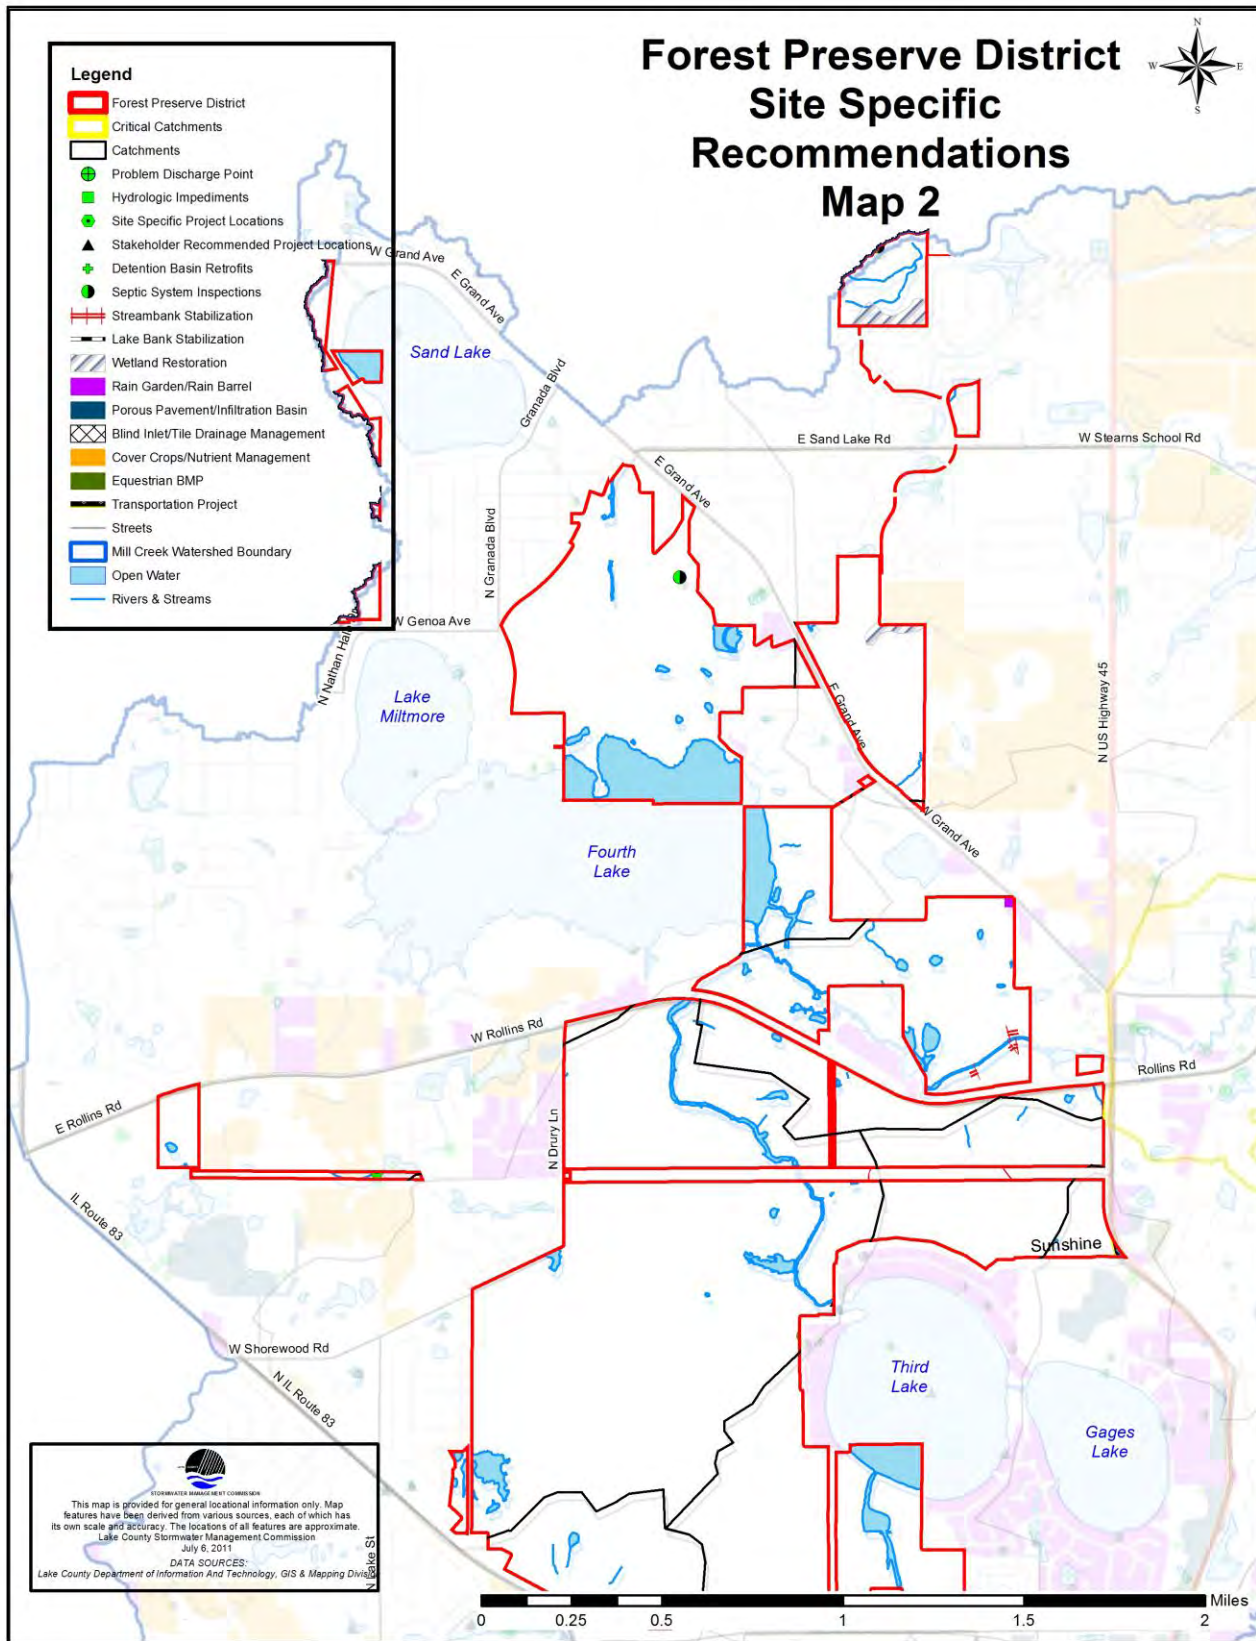 Forest Preserve District
Site Specific
Recommendations
Map 2
N
W
E
S
Legend
Forest Preserve District
Critical Catchments
Catchments
Problem Discharge Point
Hydrologic Impediments
Site Specific Project Locations
Stakeholder Recommended Project Locations
Detention Basin Retrofits
Septic System Inspections
Streambank Stabilization
Lake Bank Stabilization
Wetland Restoration
Rain Garden/Rain Barrel
Porous Pavement/Infiltration Basin
Blind Inlet/Tile Drainage Management
Cover Crops/Nutrient Management
Equestrian BMP
Transportation Project
Streets
Mill Creek Watershed Boundary
Open Water
Rivers & Streams
W Grand Ave
E Grand Ave
Sand Lake
Granada Blvd
E Sand Lake Rd
W Stearns School Rd
E Grand Ave
N Granada Blvd
W Genoa Ave
N Nathan Hale
Lake
Miltmore
E Grand Ave
N US Highway 45
W Grand Ave
Fourth
Lake
W Rollins Rd
Rollins Rd
E Rollins Rd
N Drury Ln
IL Route 83
Sunshine
W Shorewood Rd
N IL Route 83
Third
Lake
Gages
Lake
N Lake St
STORMWATER MANAGEMENT COMMISSION
This map is provided for general locational information only. Map
features have been derived from various sources, each of which has
its own scale and accuracy. The locations of all features are approximate.
Lake County Stormwater Management Commission
July 6, 2011
DATA SOURCES:
Lake County Department of Information And Technology, GIS & Mapping Division
Miles
0 0.25 0.5 1 1.5 2